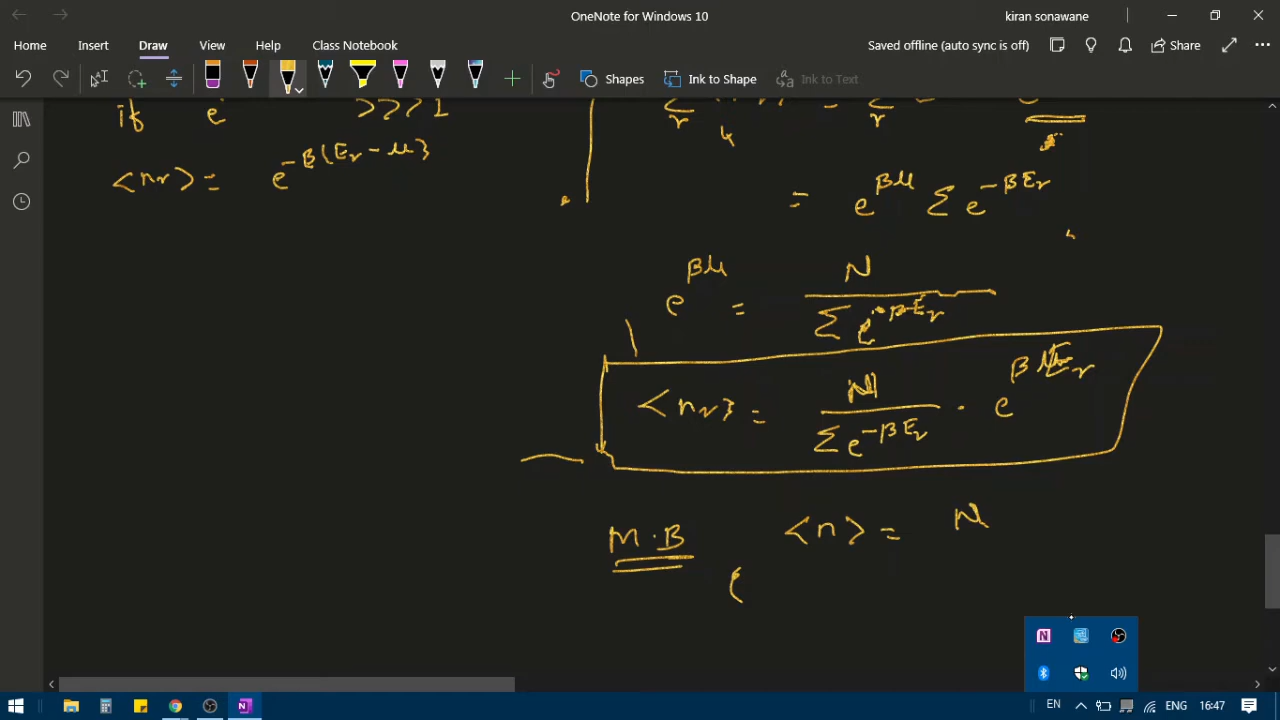 OneNote for Windows 10
kiran sonawane
Home Insert Draw View Help Class Notebook
Saved offline (auto sync is off)
Share
Shapes
Ink to Shape
Ink to Text
if e >>> 1
<nr> = e^-β(Er - μ)
= e^βμ Σ e^-βEr
e^βμ = N / Σ e^-βEr
<nr> = N / Σ e^-βEr · e^β
M.B <n> = N
(
EN
ENG
16:47